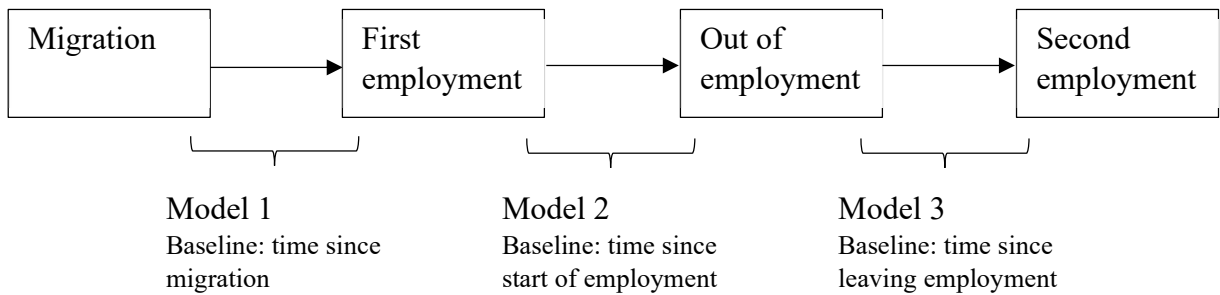 Migration
First
employment
Out of
employment
Second
employment
Model 1
Baseline: time since
migration
Model 2
Baseline: time since
start of employment
Model 3
Baseline: time since
leaving employment